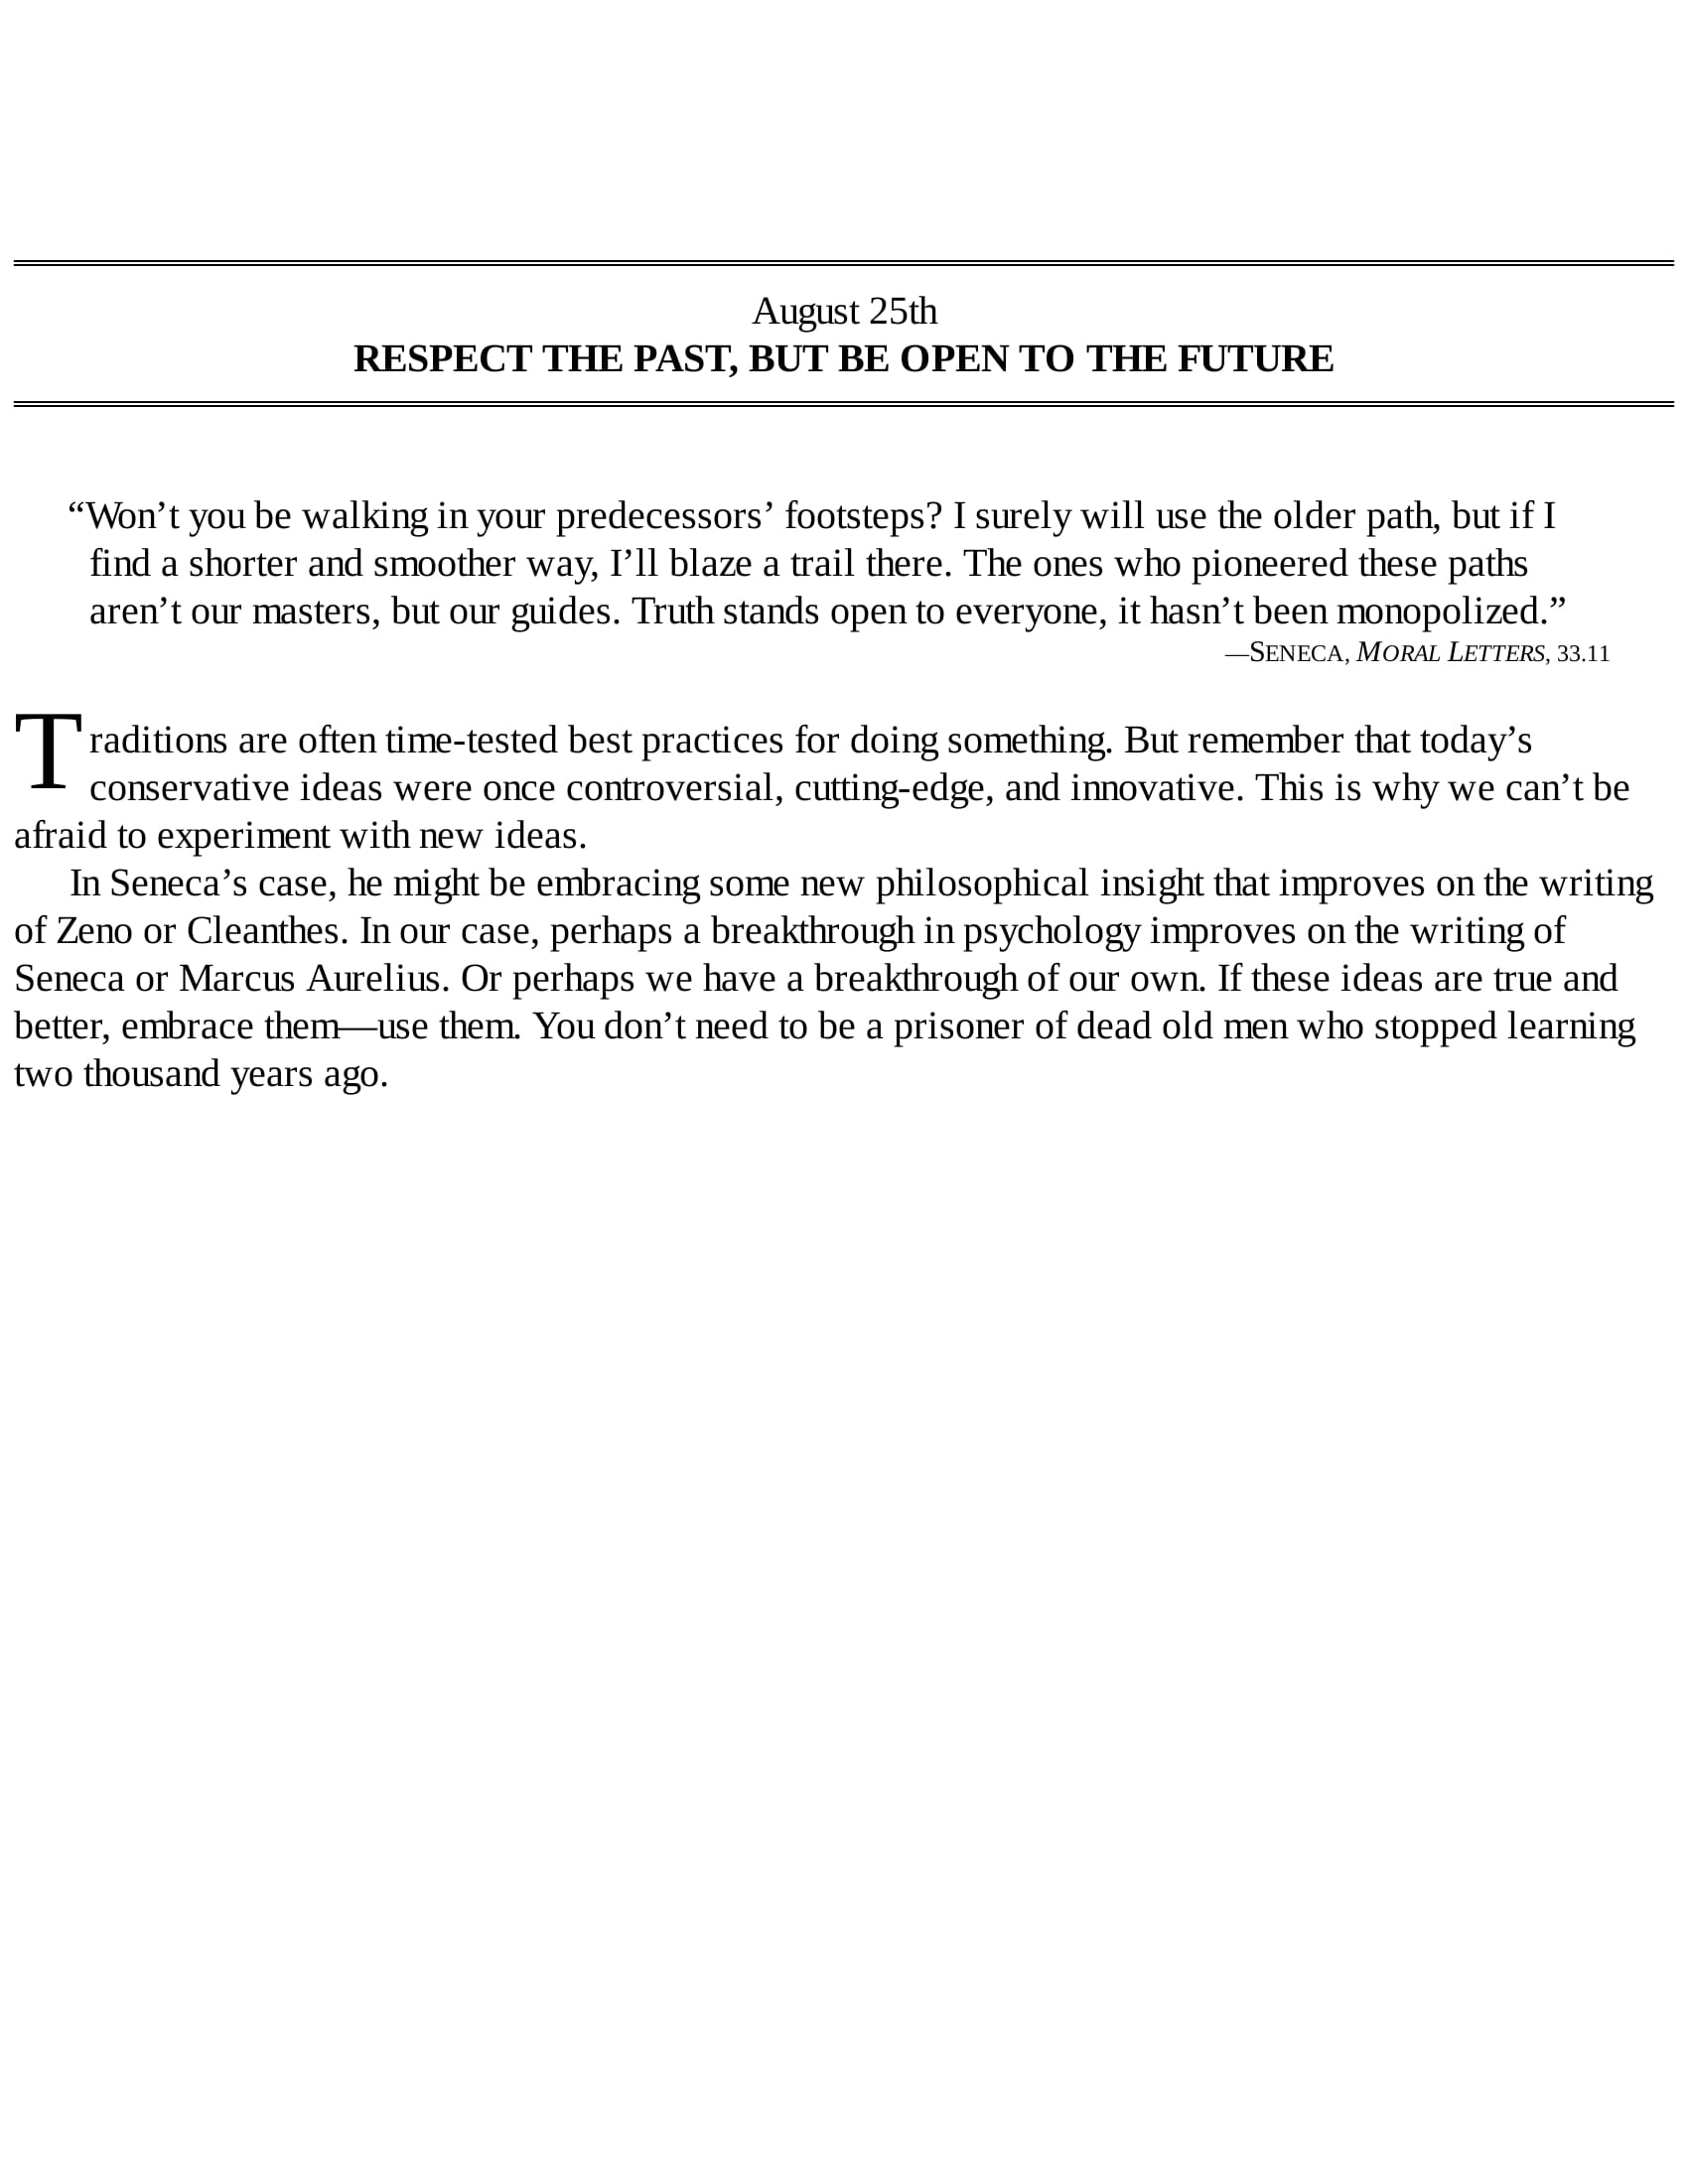 August 25th
RESPECT THE PAST, BUT BE OPEN TO THE FUTURE
“Won’t you be walking in your predecessors’ footsteps? I surely will use the older path, but if I
find a shorter and smoother way, I’ll blaze a trail there. The ones who pioneered these paths
aren’t our masters, but our guides. Truth stands open to everyone, it hasn’t been monopolized.”
—SENECA, MORAL LETTERS, 33.11
Traditions are often time-tested best practices for doing something. But remember that today’s
conservative ideas were once controversial, cutting-edge, and innovative. This is why we can’t be
afraid to experiment with new ideas.
In Seneca’s case, he might be embracing some new philosophical insight that improves on the writing
of Zeno or Cleanthes. In our case, perhaps a breakthrough in psychology improves on the writing of
Seneca or Marcus Aurelius. Or perhaps we have a breakthrough of our own. If these ideas are true and
better, embrace them—use them. You don’t need to be a prisoner of dead old men who stopped learning
two thousand years ago.